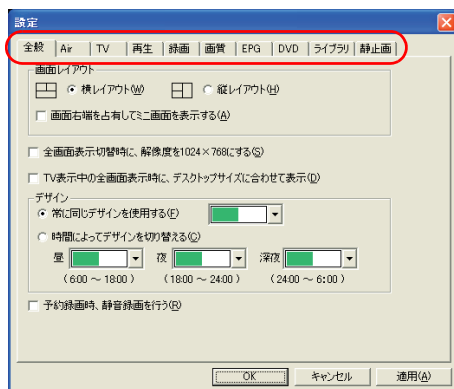 設定
全般 Air TV 再生 録画 画質 EPG DVD ライブラリ 静止画
画面レイアウト
横レイアウト(W) 縦レイアウト(H)
画面右端を占有してミニ画面を表示する(A)
全画面表示切替時に、解像度を1024×768にする(S)
TV表示中の全画面表示時に、デスクトップサイズに合わせて表示(D)
デザイン
常に同じデザインを使用する(F)
時間によってデザインを切り替える(C)
昼 夜 深夜
(6:00 ～ 18:00) (18:00 ～ 24:00) (24:00 ～ 6:00)
予約録画時、静音録画を行う(R)
OK キャンセル 適用(A)